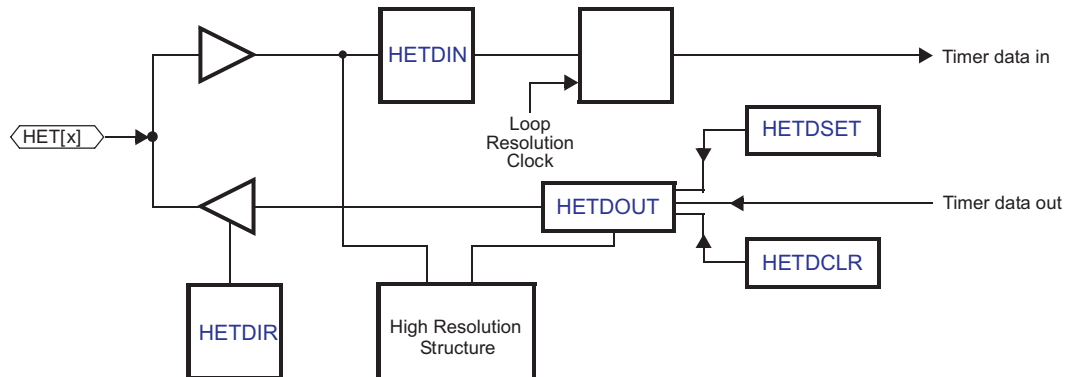 HETDIN
Timer data in
HET[x]
Loop
Resolution
Clock
HETDSET
HETDOUT
Timer data out
HETDCLR
HETDIR
High Resolution
Structure